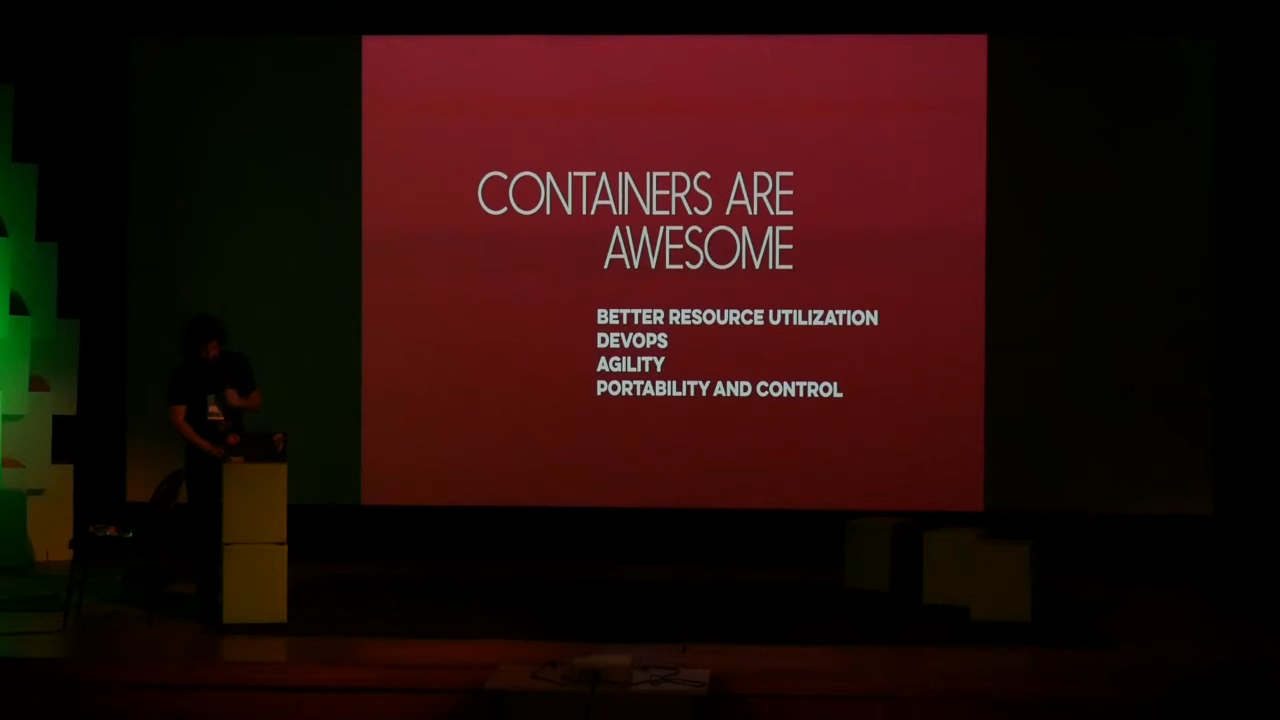 CONTAINERS ARE
AWESOME
BETTER RESOURCE UTILIZATION
DEVOPS
AGILITY
PORTABILITY AND CONTROL